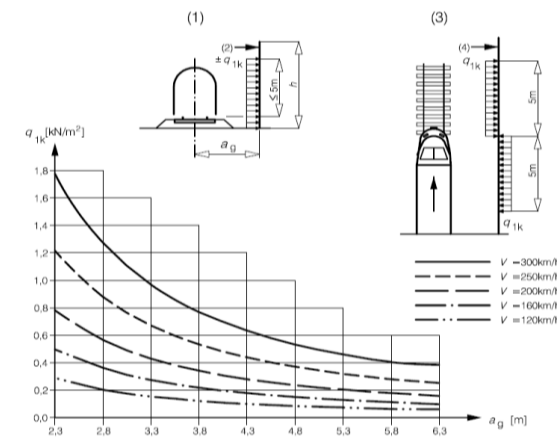 (1)
(3)
(2)
± q1k
≤ 5m
h
ag
(4)
q1k
5m
5m
q1k
q1k[kN/m²]
1,8
1,6
1,4
1,2
1,0
0,8
0,6
0,4
0,2
0,0
2,3
2,8
3,3
3,8
4,3
4,8
5,3
5,8
6,3
ag [m]
V =300km/h
V =250km/h
V =200km/h
V =160km/h
V =120km/h